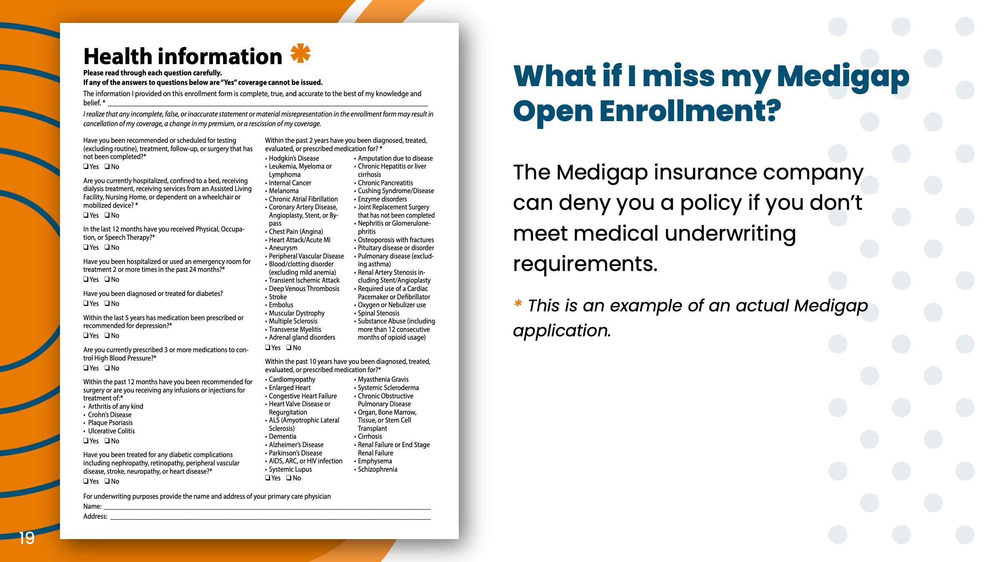 Health information *
Please read through each question carefully.
If any of the answers to questions below are “Yes” coverage cannot be issued.
The information I provided on this enrollment form is complete, true, and accurate to the best of my knowledge and
belief. *
I realize that any incomplete, false, or inaccurate statement or material misrepresentation in the enrollment form may result in
cancellation of my coverage, a change in my premium, or a rescission of my coverage.
Have you been recommended or scheduled for testing
(excluding routine), treatment, follow-up, or surgery that has
not been completed?*
❑ Yes ❑ No
Are you currently hospitalized, confined to a bed, receiving
dialysis treatment, receiving services from an Assisted Living
Facility, Nursing Home, or dependent on a wheelchair or
mobilized device? *
❑ Yes ❑ No
In the last 12 months have you received Physical, Occupa-
tion, or Speech Therapy?*
❑ Yes ❑ No
Have you been hospitalized or used an emergency room for
treatment 2 or more times in the past 24 months?*
❑ Yes ❑ No
Have you been diagnosed or treated for diabetes?
❑ Yes ❑ No
Within the last 5 years has medication been prescribed or
recommended for depression?*
❑ Yes ❑ No
Are you currently prescribed 3 or more medications to con-
trol High Blood Pressure?*
❑ Yes ❑ No
Within the past 12 months have you been recommended for
surgery or are you receiving any infusions or injections for
treatment of:*
• Arthritis of any kind
• Crohn’s Disease
• Plaque Psoriasis
• Ulcerative Colitis
❑ Yes ❑ No
Have you been treated for any diabetic complications
including nephropathy, retinopathy, peripheral vascular
disease, stroke, neuropathy, or heart disease?*
❑ Yes ❑ No
Within the past 2 years have you been diagnosed, treated,
evaluated, or prescribed medication for? *
• Hodgkin’s Disease
• Leukemia, Myeloma or
Lymphoma
• Internal Cancer
• Melanoma
• Chronic Atrial Fibrillation
• Coronary Artery Disease,
Angioplasty, Stent, or By-
pass
• Chest Pain (Angina)
• Heart Attack/Acute MI
• Aneurysm
• Peripheral Vascular Disease
• Blood/clotting disorder
(excluding mild anemia)
• Transient Ischemic Attack
• Deep Venous Thrombosis
• Stroke
• Embolus
• Muscular Dystrophy
• Multiple Sclerosis
• Transverse Myelitis
• Adrenal gland disorders
• Amputation due to disease
• Chronic Hepatitis or liver
cirrhosis
• Chronic Pancreatitis
• Cushing Syndrome/Disease
• Enzyme disorders
• Joint Replacement Surgery
that has not been completed
• Nephritis or Glomerulone-
phritis
• Osteoporosis with fractures
• Pituitary disease or disorder
• Pulmonary disease (exclud-
ing asthma)
• Renal Artery Stenosis in-
cluding Stent/Angioplasty
• Required use of a Cardiac
Pacemaker or Defibrillator
• Oxygen or Nebulizer use
• Spinal Stenosis
• Substance Abuse (including
more than 12 consecutive
months of opioid usage)
❑ Yes ❑ No
Within the past 10 years have you been diagnosed, treated,
evaluated, or prescribed medication for?*
• Cardiomyopathy
• Enlarged Heart
• Congestive Heart Failure
• Heart Valve Disease or
Regurgitation
• ALS (Amyotrophic Lateral
Sclerosis)
• Dementia
• Alzheimer’s Disease
• Parkinson’s Disease
• AIDS, ARC, or HIV infection
• Systemic Lupus
• Myasthenia Gravis
• Systemic Scleroderma
• Chronic Obstructive
Pulmonary Disease
• Organ, Bone Marrow,
Tissue, or Stem Cell
Transplant
• Cirrhosis
• Renal Failure or End Stage
Renal Failure
• Emphysema
• Schizophrenia
❑ Yes ❑ No
For underwriting purposes provide the name and address of your primary care physician
Name:
Address:
19
What if I miss my Medigap
Open Enrollment?
The Medigap insurance company
can deny you a policy if you don’t
meet medical underwriting
requirements.
* This is an example of an actual Medigap
application.